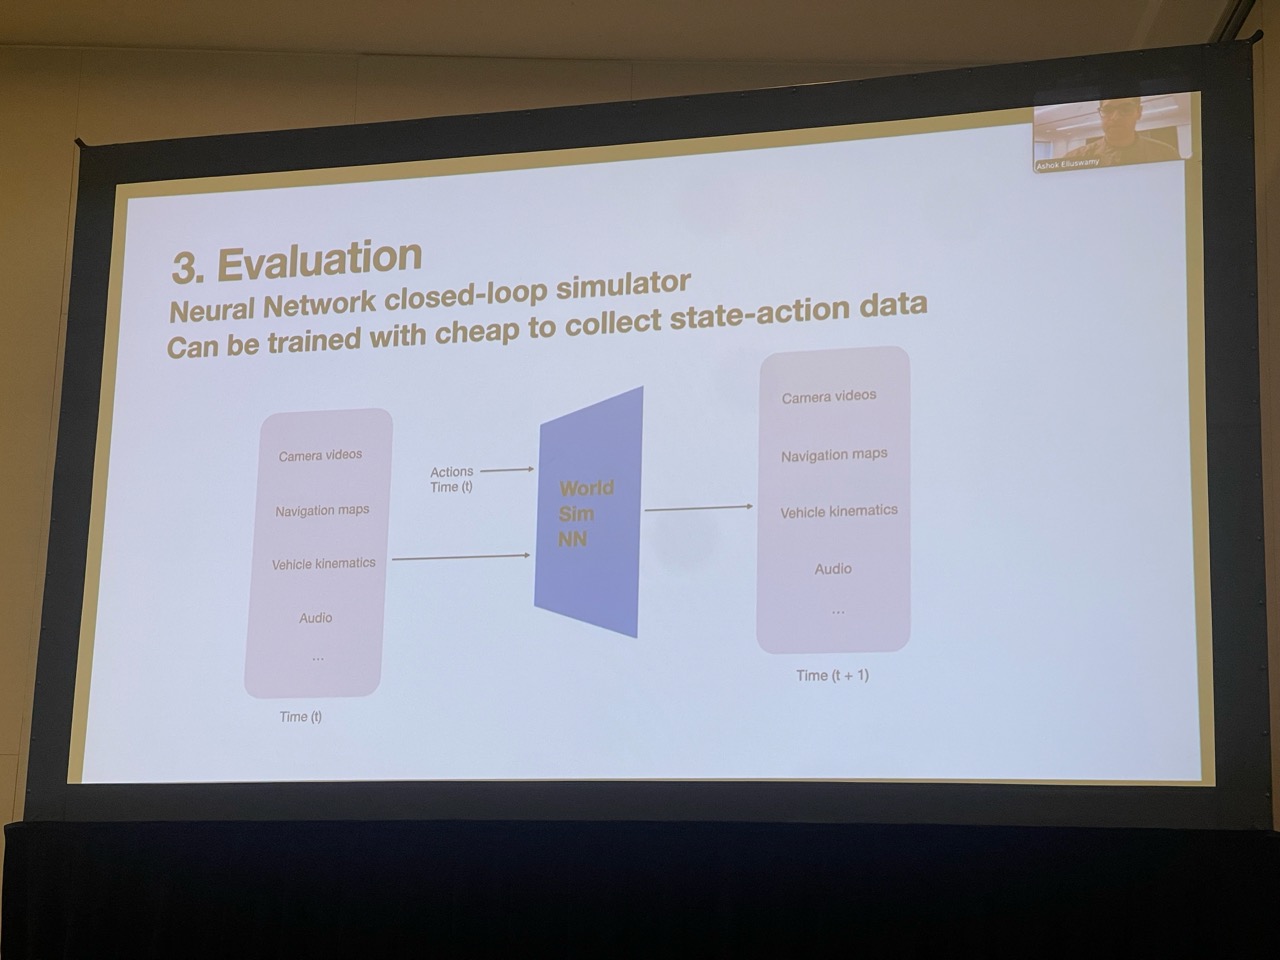 Ashok Elluswamy
3. Evaluation
Neural Network closed-loop simulator
Can be trained with cheap to collect state-action data
Camera videos
Navigation maps
Vehicle kinematics
Audio
...
Time (t)
Actions
Time (t)
World
Sim
NN
Camera videos
Navigation maps
Vehicle kinematics
Audio
...
Time (t + 1)